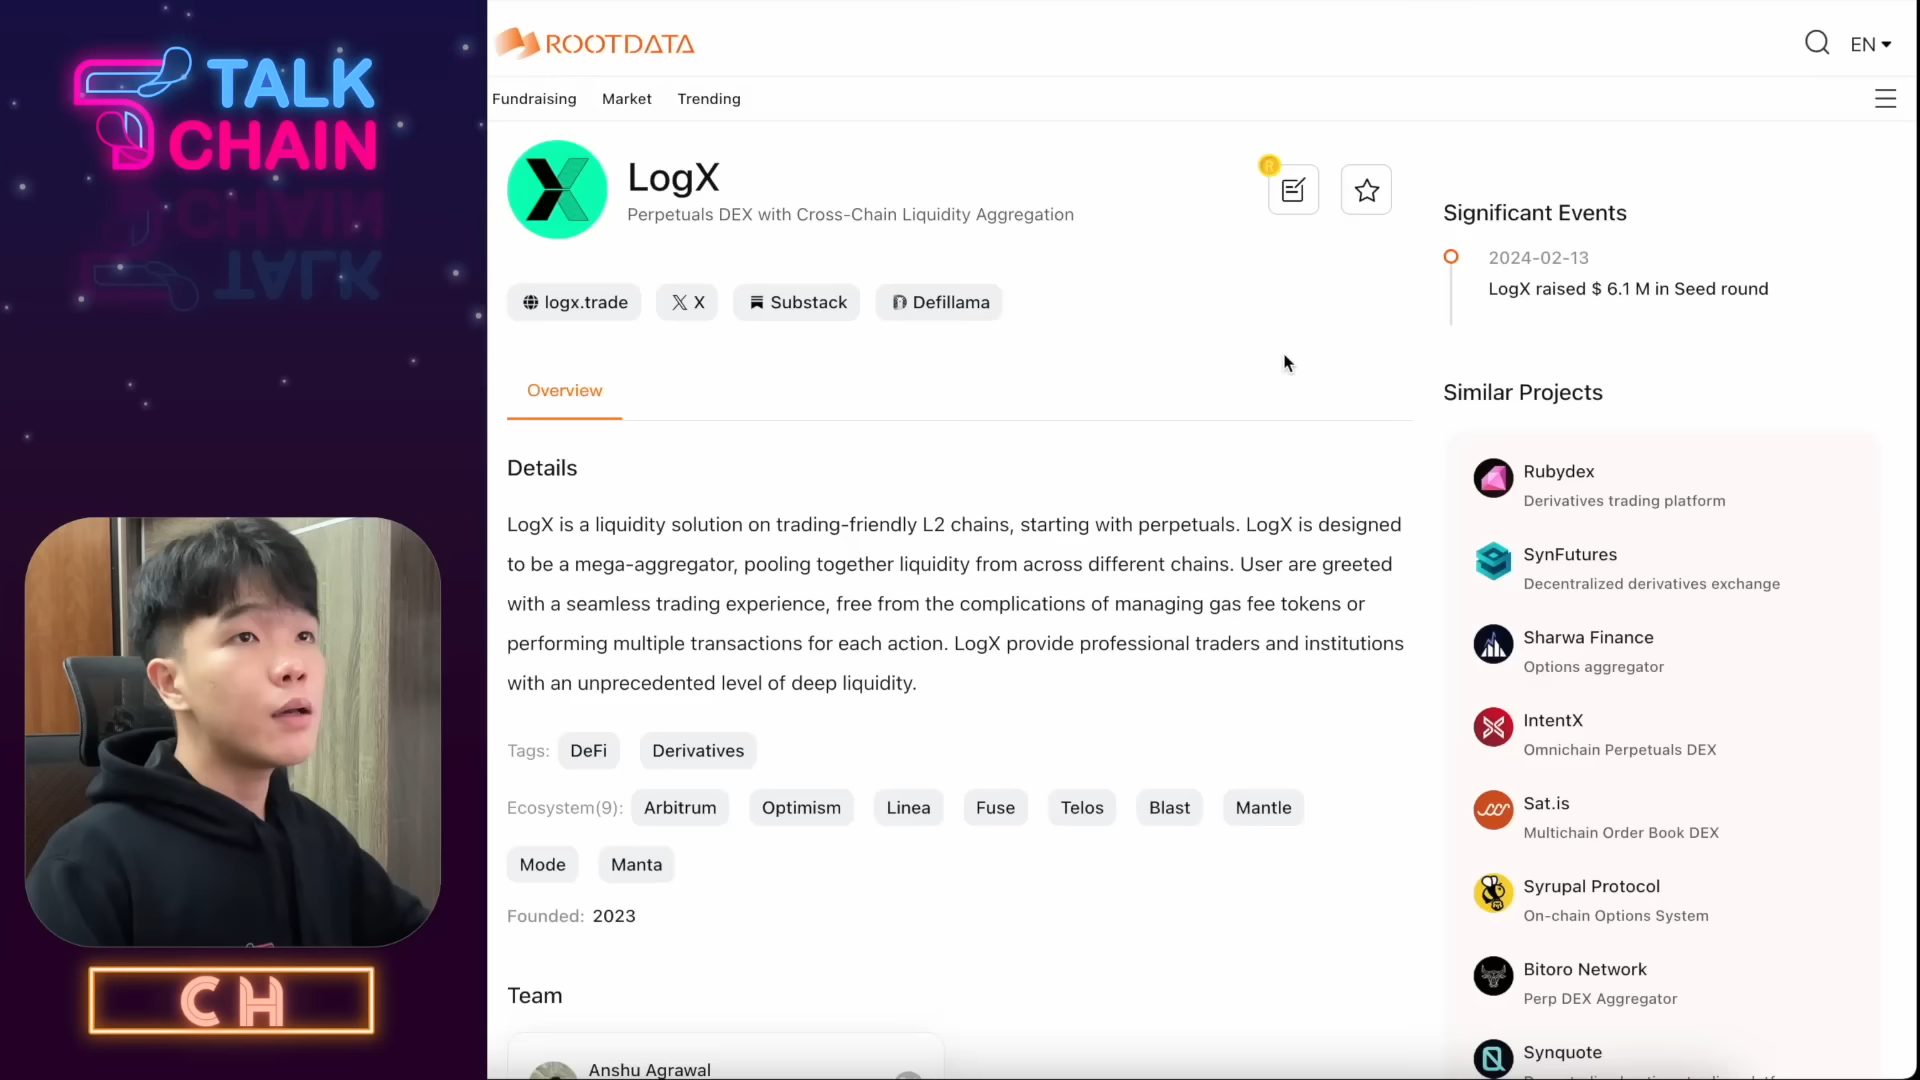 TALK
CHAIN
CH
ROOTDATA
EN
Fundraising
Market
Trending
LogX
Perpetuals DEX with Cross-Chain Liquidity Aggregation
R
logx.trade
X
Substack
Defillama
Overview
Details
LogX is a liquidity solution on trading-friendly L2 chains, starting with perpetuals. LogX is designed
to be a mega-aggregator, pooling together liquidity from across different chains. User are greeted
with a seamless trading experience, free from the complications of managing gas fee tokens or
performing multiple transactions for each action. LogX provide professional traders and institutions
with an unprecedented level of deep liquidity.
Tags: DeFi Derivatives
Ecosystem(9): Arbitrum Optimism Linea Fuse Telos Blast Mantle
Mode Manta
Founded: 2023
Team
Anshu Agrawal
Significant Events
2024-02-13
LogX raised $ 6.1 M in Seed round
Similar Projects
Rubydex
Derivatives trading platform
SynFutures
Decentralized derivatives exchange
Sharwa Finance
Options aggregator
IntentX
Omnichain Perpetuals DEX
Sat.is
Multichain Order Book DEX
Syrupal Protocol
On-chain Options System
Bitoro Network
Perp DEX Aggregator
Synquote